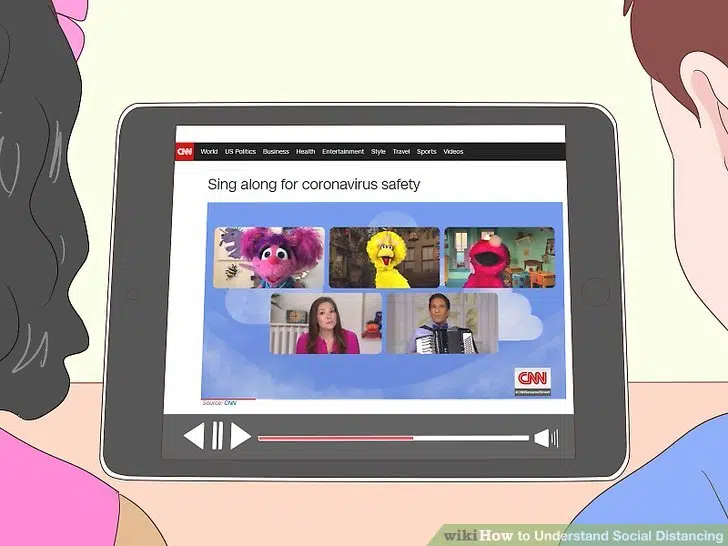 CNN World US Politics Business Health Entertainment Style Travel Sports Videos
Sing along for coronavirus safety
CNN
#CNNSesameStreet
source: CNN
wikiHow to Understand Social Distancing